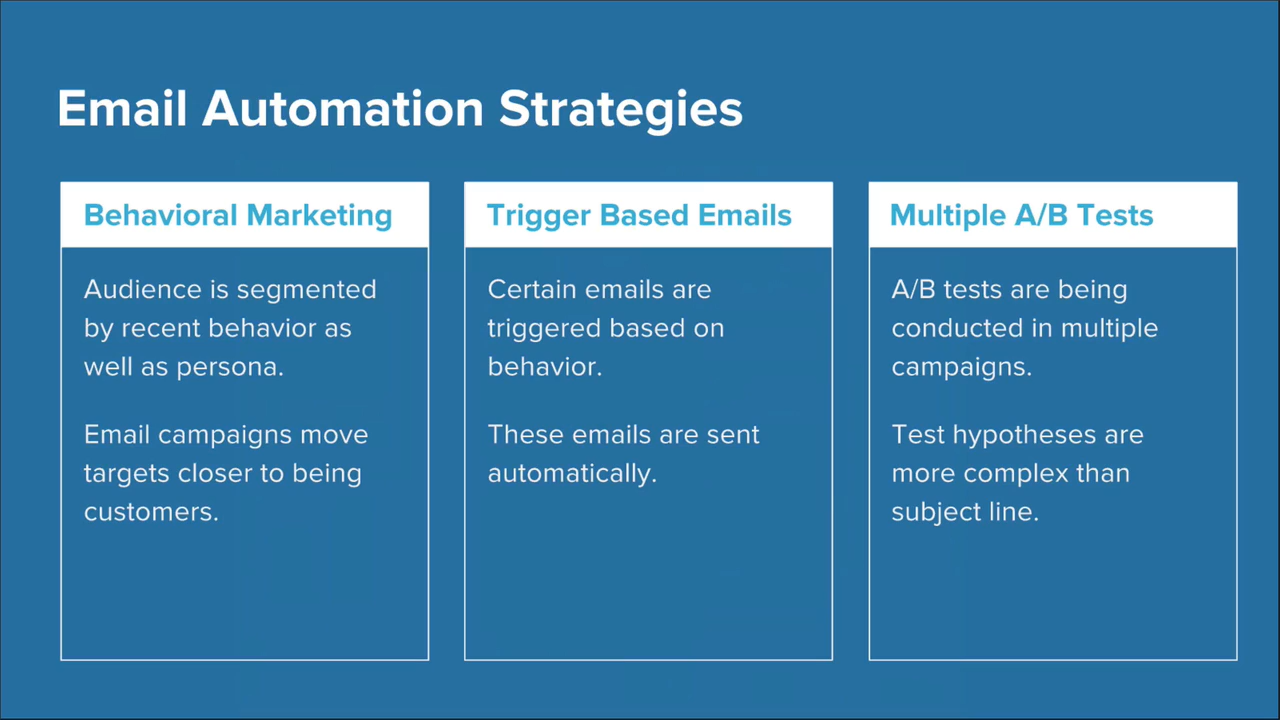 Email Automation Strategies
Behavioral Marketing
Audience is segmented
by recent behavior as
well as persona.
Email campaigns move
targets closer to being
customers.
Trigger Based Emails
Certain emails are
triggered based on
behavior.
These emails are sent
automatically.
Multiple A/B Tests
A/B tests are being
conducted in multiple
campaigns.
Test hypotheses are
more complex than
subject line.